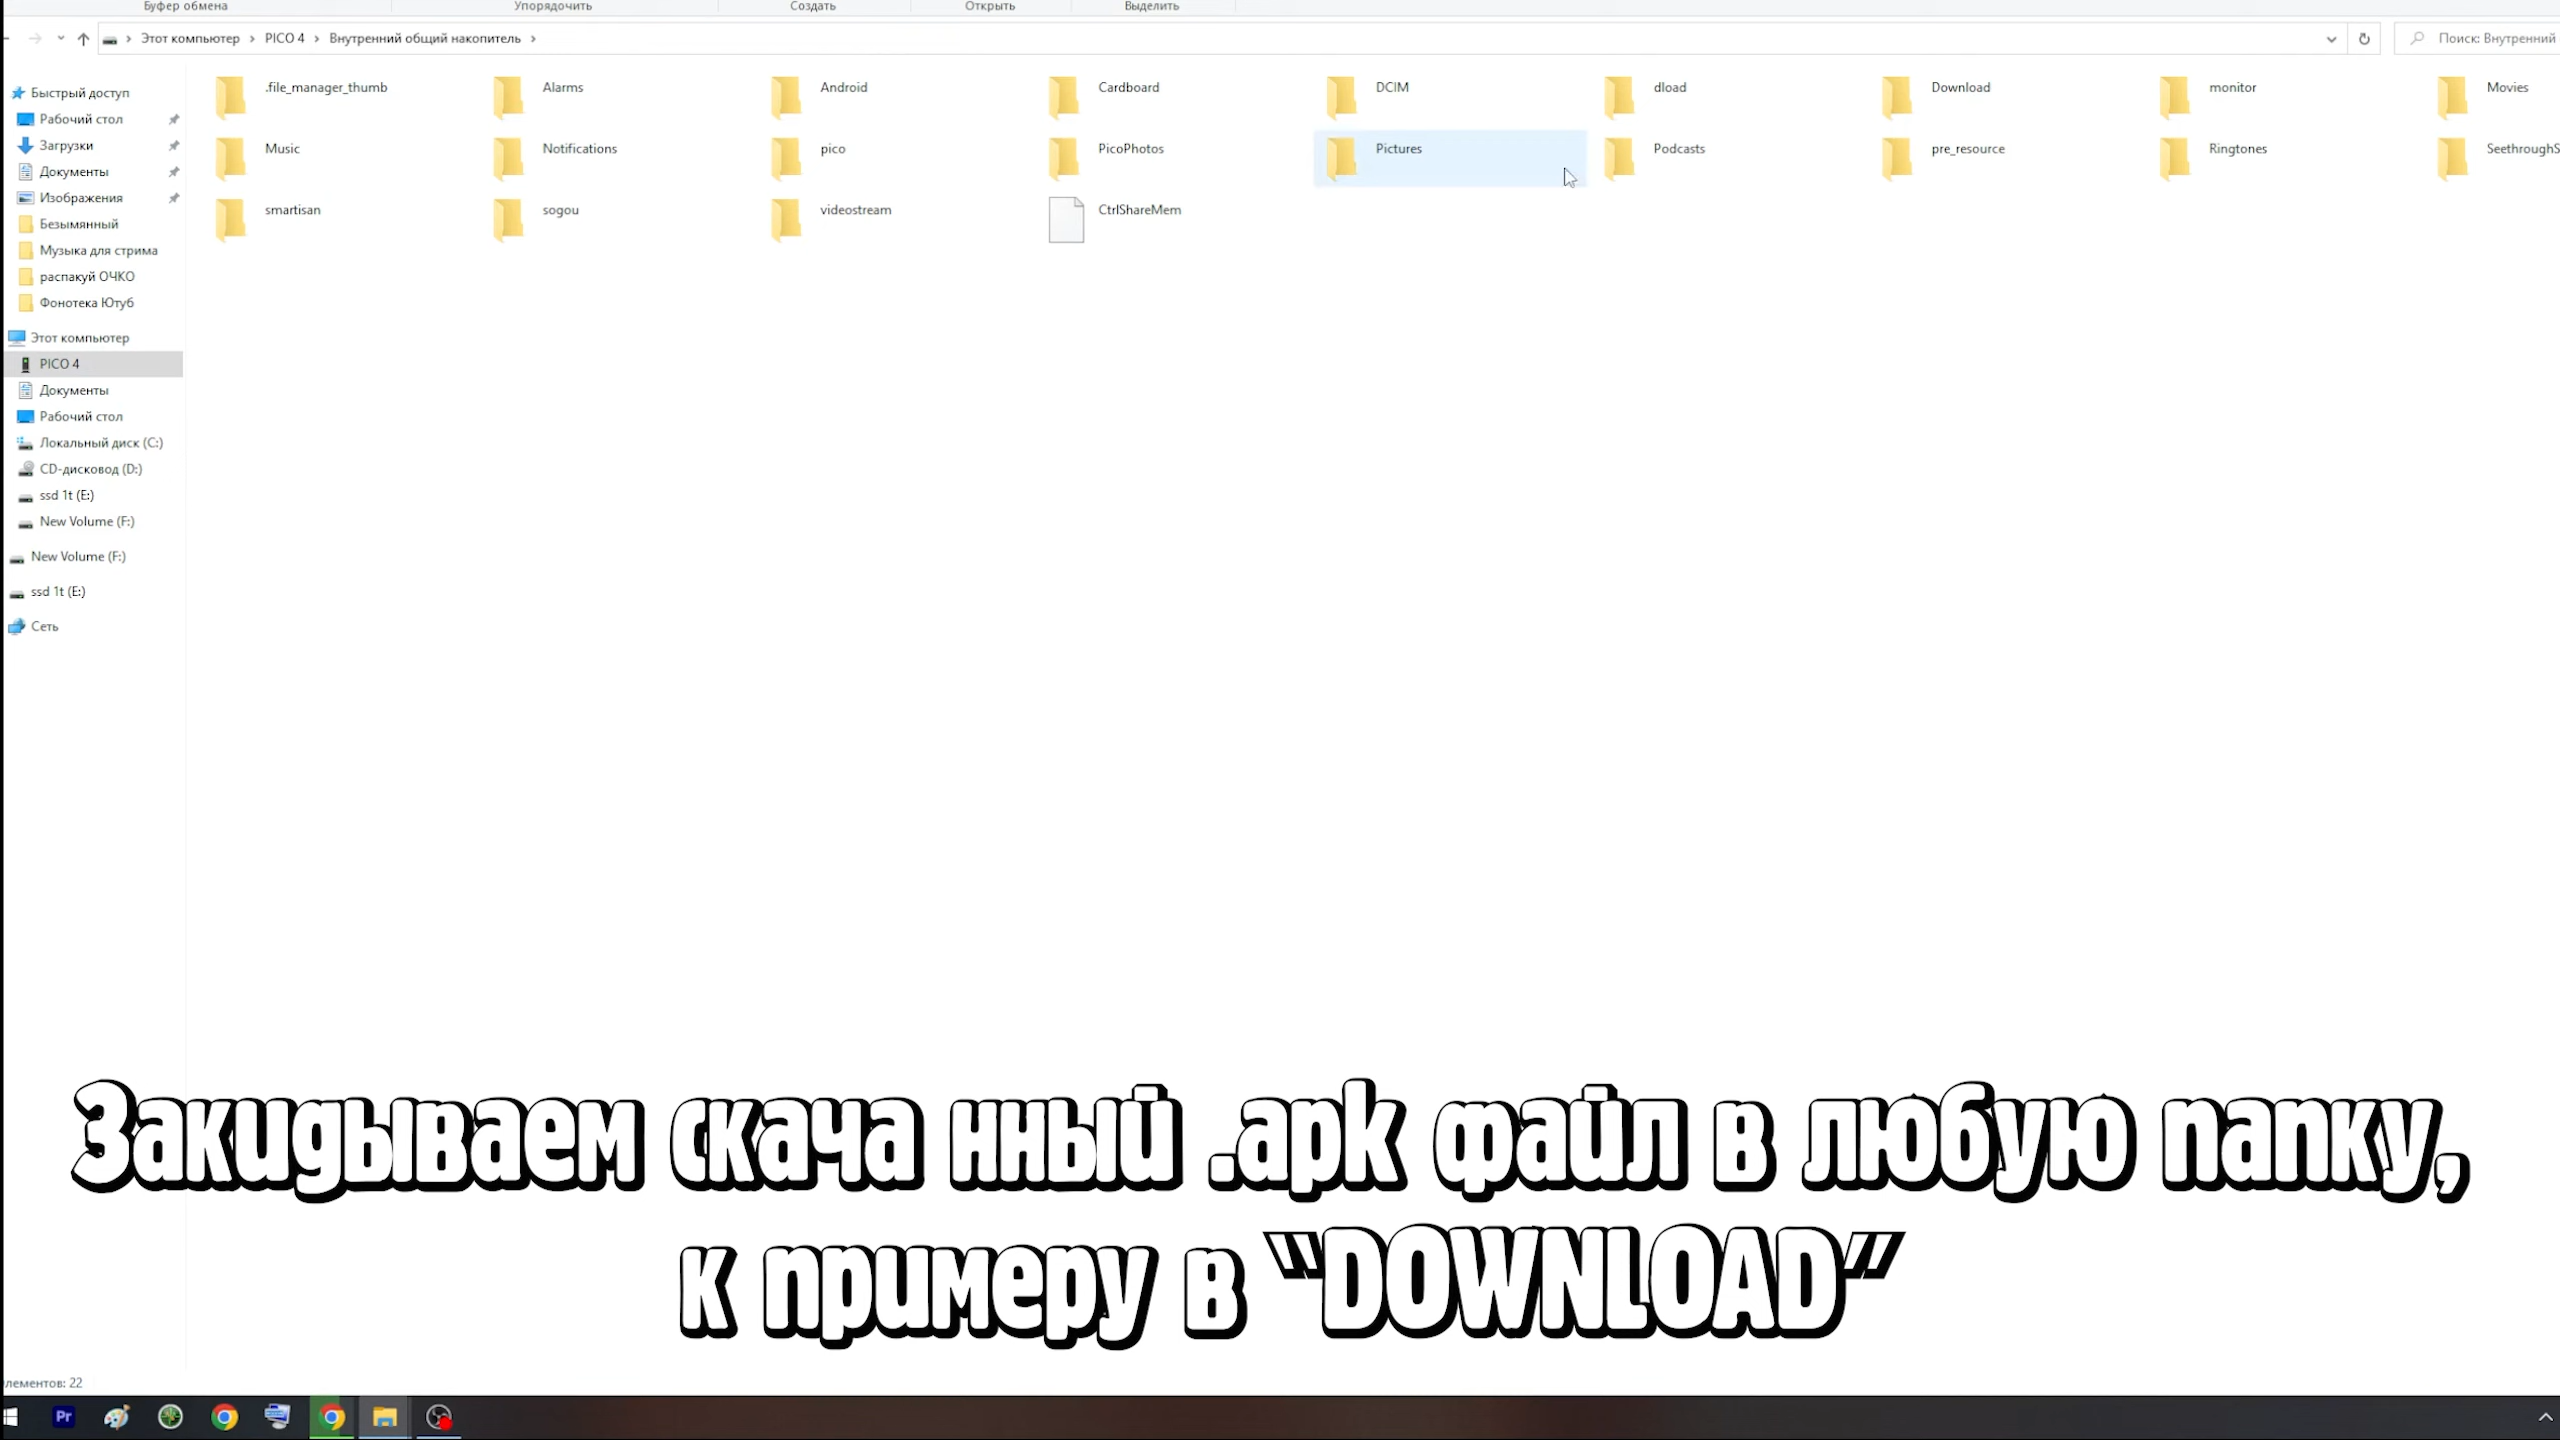 Буфер обмена
Упорядочить
Создать
Открыть
Выделить
Этот компьютер
PICO 4
Внутренний общий накопитель
Поиск: Внутренний
Быстрый доступ
Рабочий стол
Загрузки
Документы
Изображения
Безымянный
Музыка для стрима
распакуй ОЧКО
Фонотека Ютуб
Этот компьютер
PICO 4
Документы
Рабочий стол
Локальный диск (C:)
CD-дисковод (D:)
ssd 1t (E:)
New Volume (F:)
New Volume (F:)
ssd 1t (E:)
Сеть
.file_manager_thumb
Alarms
Android
Cardboard
DCIM
dload
Download
monitor
Movies
Music
Notifications
pico
PicoPhotos
Pictures
Podcasts
pre_resource
Ringtones
SeethroughS
smartisan
sogou
videostream
CtrlShareMem
Закидываем скача нный .apk файл в любую папку,
к примеру в "DOWNLOAD"
лементов: 22
Pr